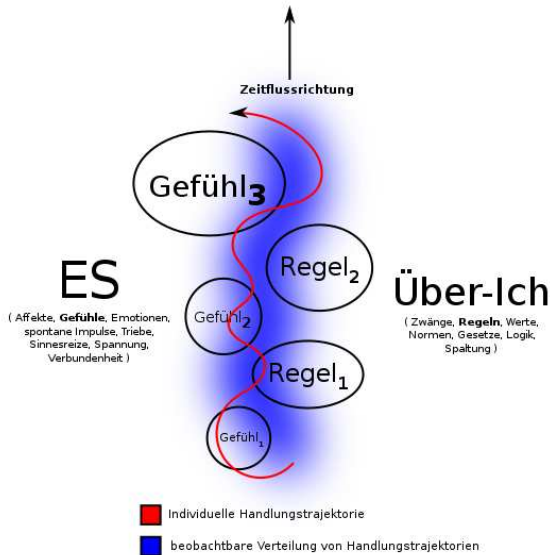 Zeitflussrichtung
Gefühl3
Regel2
ES
( Affekte, Gefühle, Emotionen,
spontane Impulse, Triebe,
Sinnesreize, Spannung,
Verbundenheit )
Über-Ich
( Zwänge, Regeln, Werte,
Normen, Gesetze, Logik,
Spaltung )
Gefühl2
Regel1
Gefühl1
Individuelle Handlungstrajektorie
beobachtbare Verteilung von Handlungstrajektorien